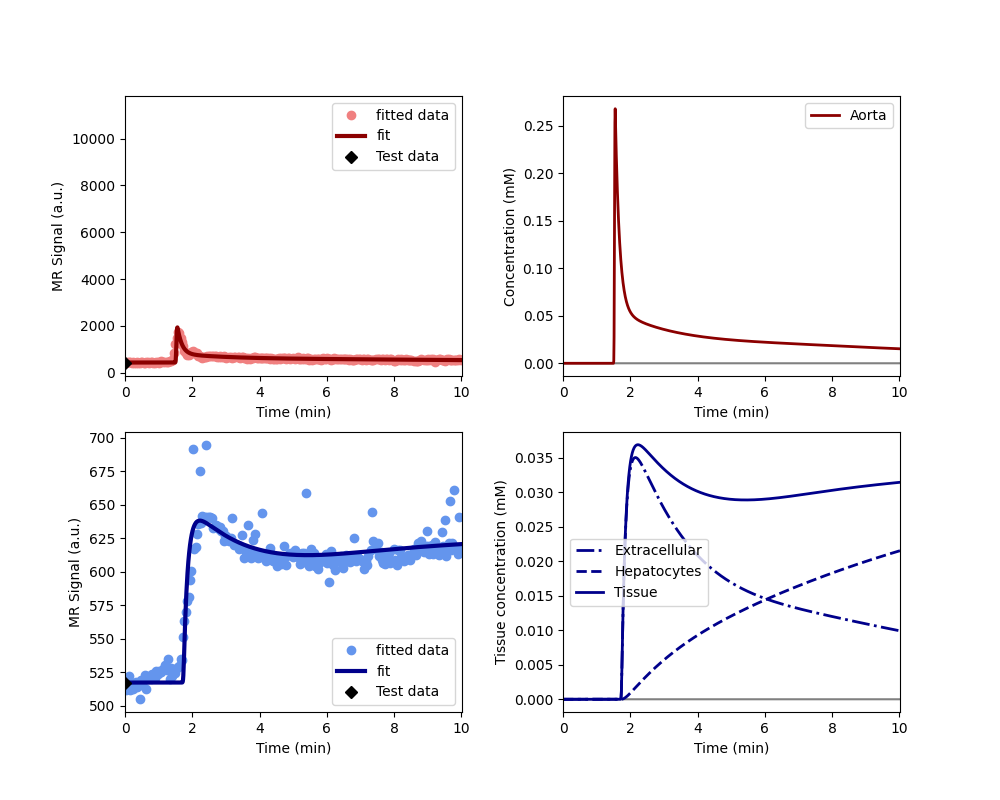 10000
8000
6000
4000
2000
0
MR Signal (a.u.)
fitted data
fit
Test data
0 2 4 6 8 10
Time (min)
0.25
0.20
0.15
0.10
0.05
0.00
Concentration (mM)
Aorta
0 2 4 6 8 10
Time (min)
700
675
650
625
600
575
550
525
500
MR Signal (a.u.)
fitted data
fit
Test data
0 2 4 6 8 10
Time (min)
0.035
0.030
0.025
0.020
0.015
0.010
0.005
0.000
Tissue concentration (mM)
Extracellular
Hepatocytes
Tissue
0 2 4 6 8 10
Time (min)